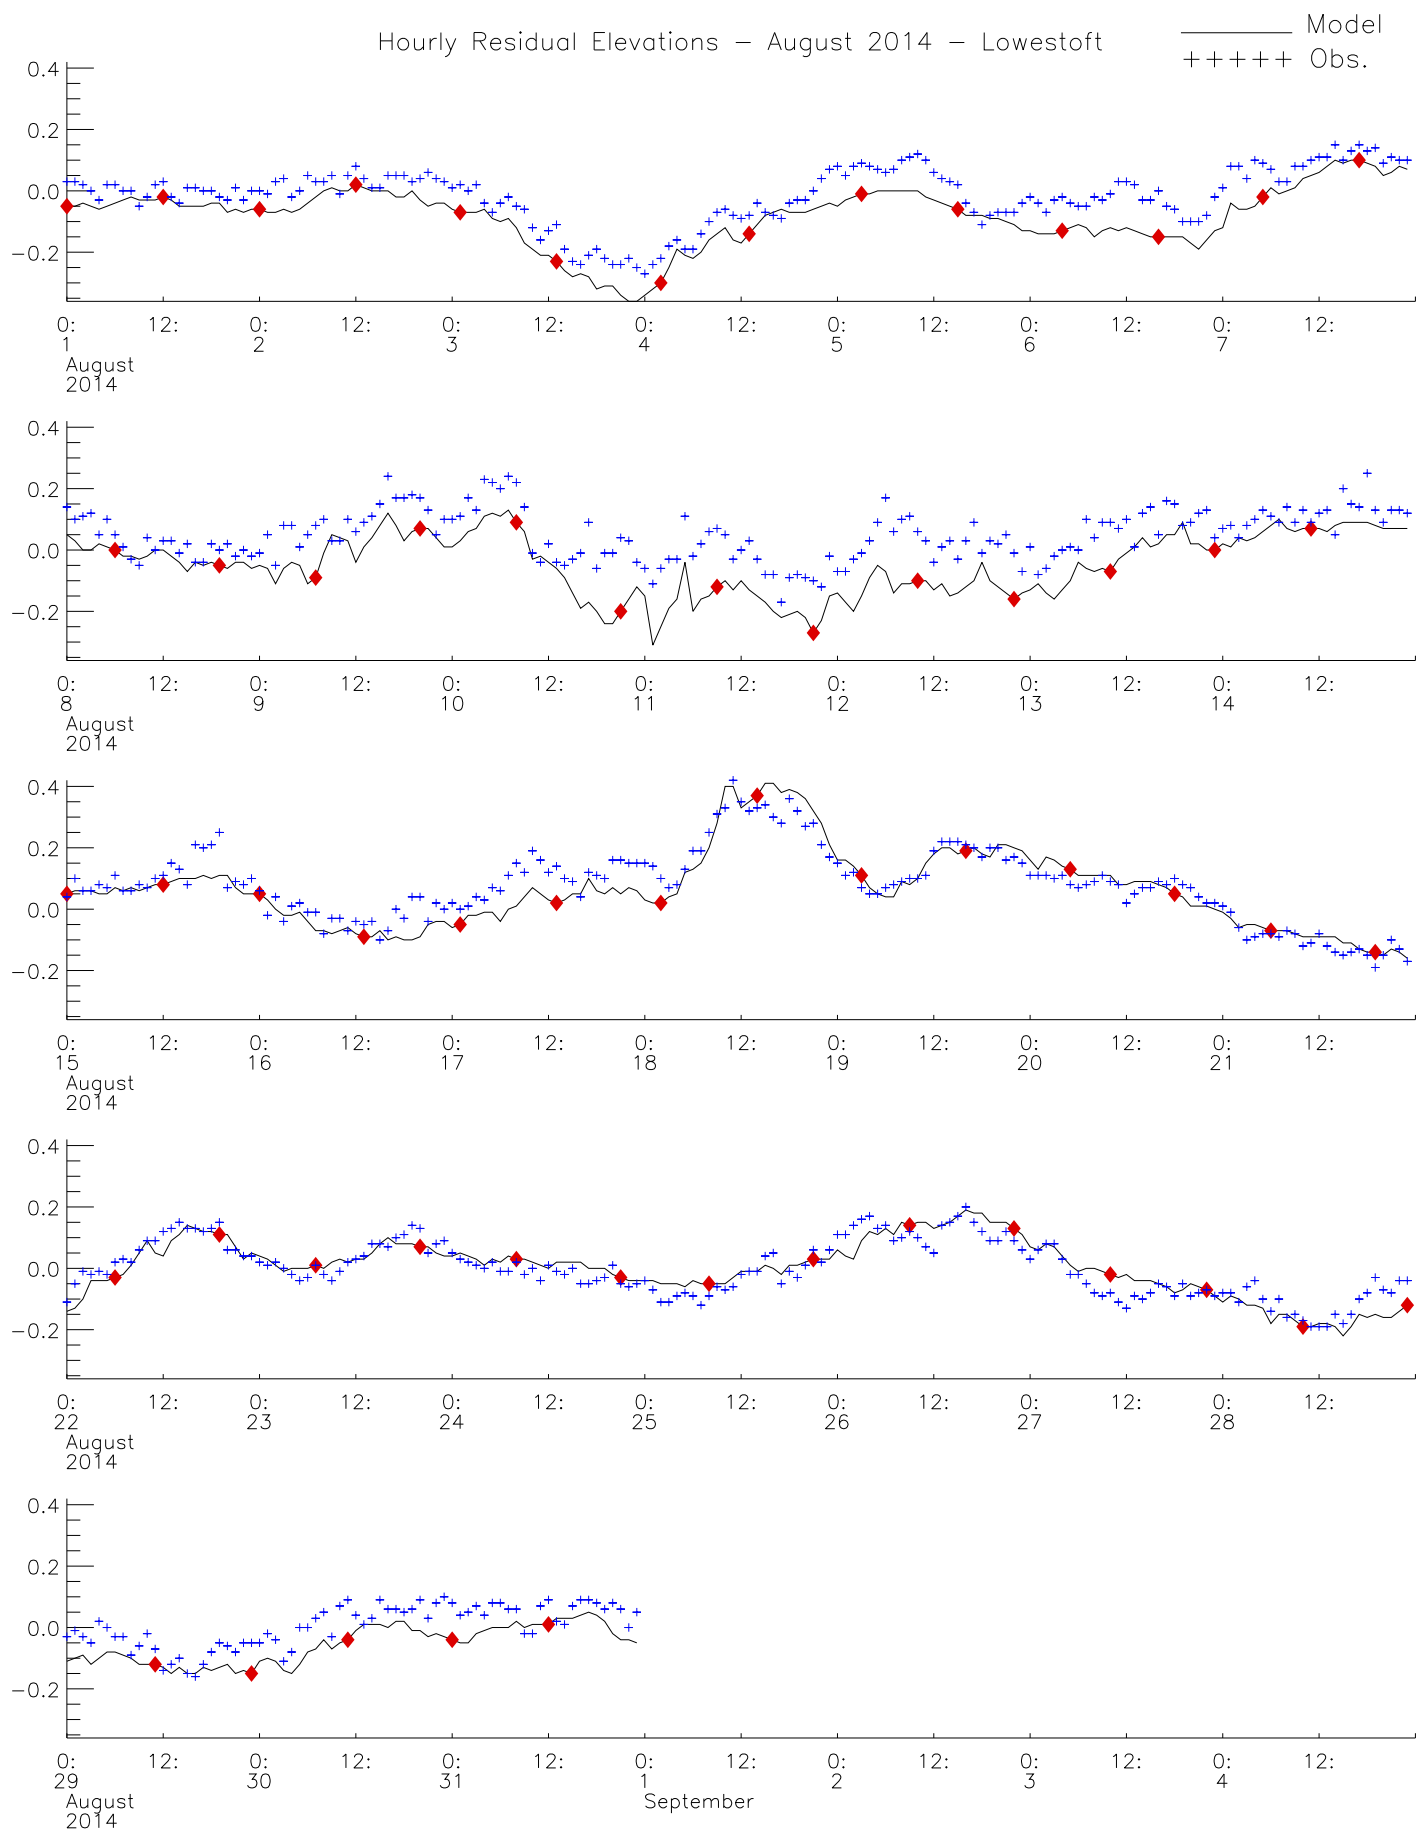 Hourly Residual Elevations – August 2014 – Lowestoft
Model
+++++ Obs.
0.4
0.2
0.0
−0.2
0: 12: 0: 12: 0: 12: 0: 12: 0: 12: 0: 12: 0: 12:
1 2 3 4 5 6 7
August
2014
0.4
0.2
0.0
−0.2
0: 12: 0: 12: 0: 12: 0: 12: 0: 12: 0: 12: 0: 12:
8 9 10 11 12 13 14
August
2014
0.4
0.2
0.0
−0.2
0: 12: 0: 12: 0: 12: 0: 12: 0: 12: 0: 12: 0: 12:
15 16 17 18 19 20 21
August
2014
0.4
0.2
0.0
−0.2
0: 12: 0: 12: 0: 12: 0: 12: 0: 12: 0: 12: 0: 12:
22 23 24 25 26 27 28
August
2014
0.4
0.2
0.0
−0.2
0: 12: 0: 12: 0: 12: 0: 12: 0: 12: 0: 12: 0: 12:
29 30 31 1 2 3 4
August September
2014